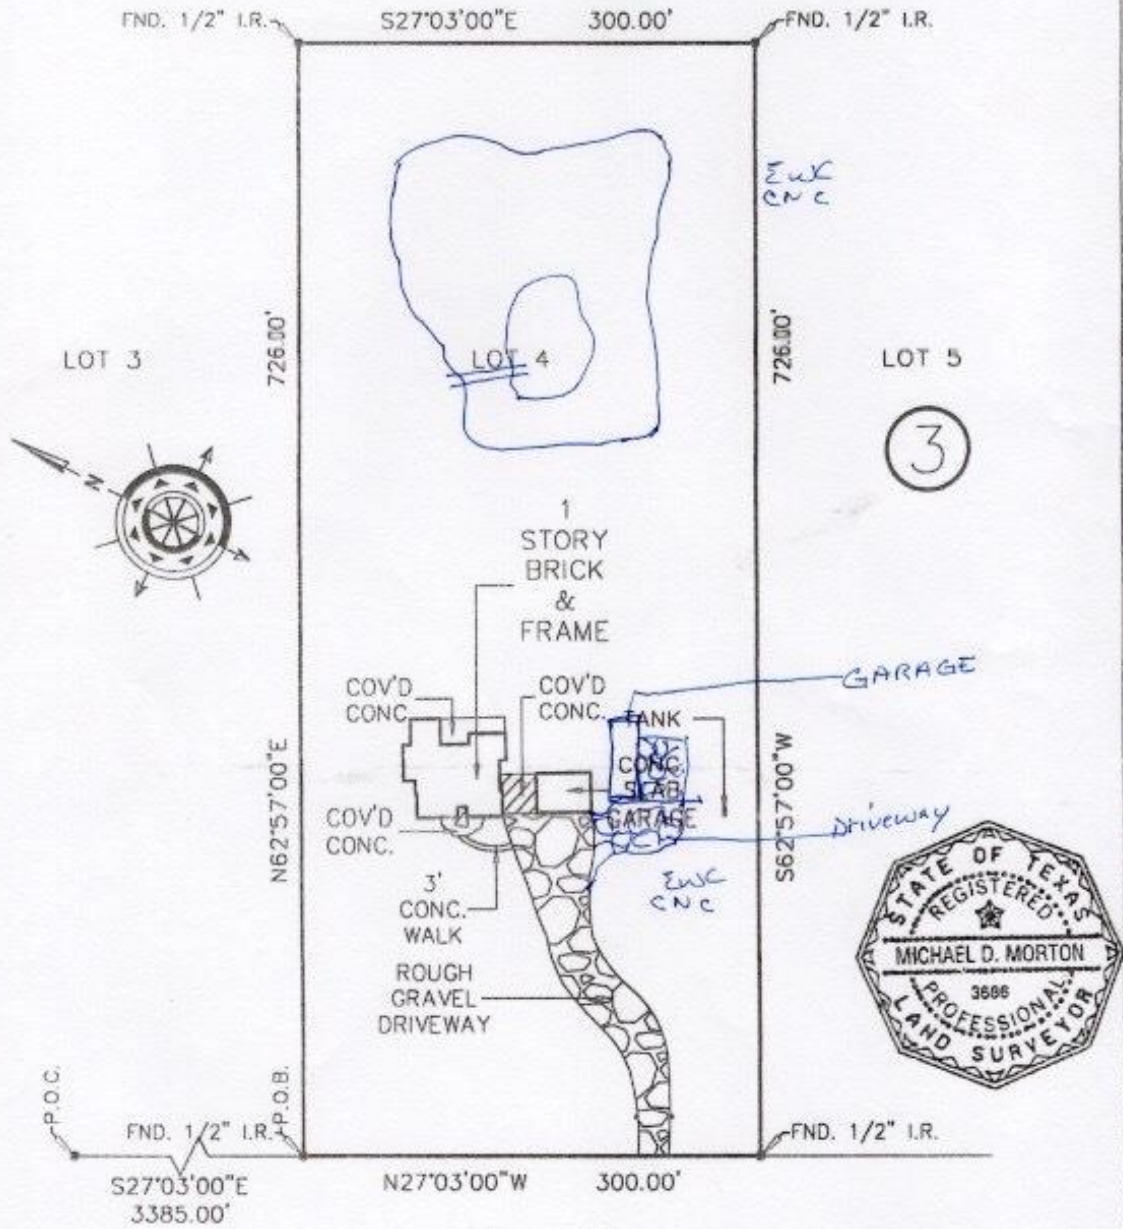 FND. 1/2" I.R.
S27°03'00"E 300.00'
FND. 1/2" I.R.
EWC
CNC
726.00'
726.00'
LOT 3
LOT 4
LOT 5
3
N
1
STORY
BRICK
&
FRAME
GARAGE
COV'D
CONC.
COV'D
CONC.
TANK
CONC.
SLAB
GARAGE
N62°57'00"E
S62°57'00"W
COV'D
CONC.
Driveway
EWC
CNC
3'
CONC.
WALK
ROUGH
GRAVEL
DRIVEWAY
STATE OF TEXAS
REGISTERED
MICHAEL D. MORTON
3686
PROFESSIONAL
LAND SURVEYOR
P.O.C.
P.O.B.
FND. 1/2" I.R.
FND. 1/2" I.R.
S27°03'00"E
3385.00'
N27°03'00"W 300.00'